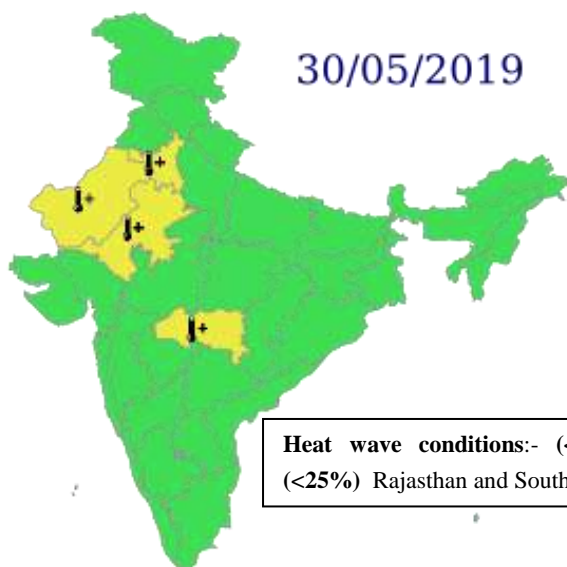 30/05/2019
Heat wave conditions:- (<
(<25%) Rajasthan and South